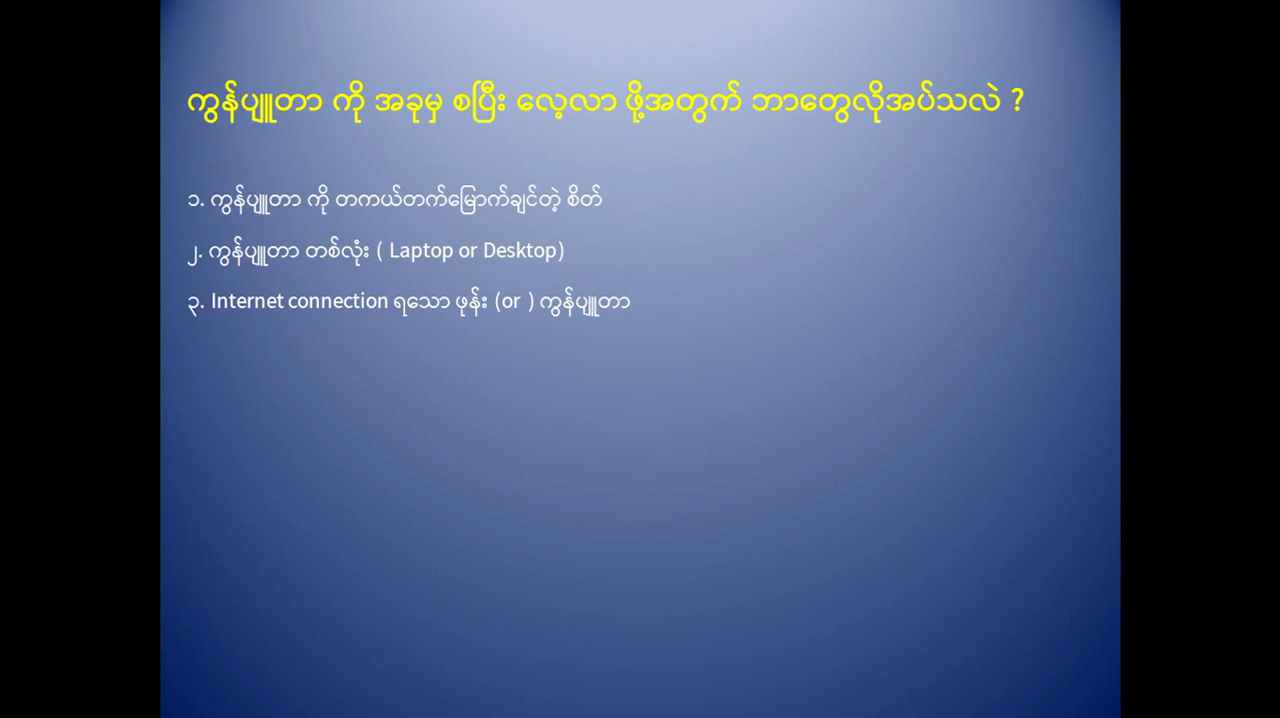 ကွန်ပျူတာ ကို အခုမှ စပြီး လေ့လာ ဖို့အတွက် ဘာတွေလိုအပ်သလဲ ?
၁. ကွန်ပျူတာ ကို တကယ်တက်မြောက်ချင်တဲ့ စိတ်
၂. ကွန်ပျူတာ တစ်လုံး ( Laptop or Desktop)
၃. Internet connection ရသော ဖုန်း (or ) ကွန်ပျူတာ